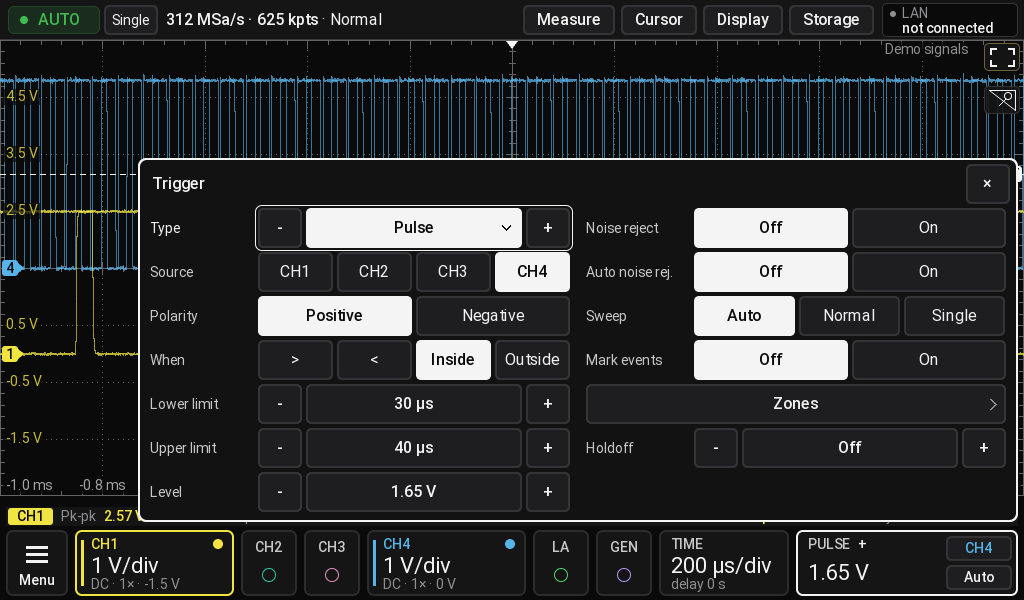 AUTO Single 312 MSa/s · 625 kpts · Normal Measure Cursor Display Storage LAN
not connected
Demo signals
4.5 V
3.5 V
2.5 V
4
0.5 V
1
-0.5 V
-1.5 V
-1.0 ms -0.8 ms
Trigger ×
Type - Pulse +
Source CH1 CH2 CH3 CH4
Polarity Positive Negative
When > < Inside Outside
Lower limit - 30 µs +
Upper limit - 40 µs +
Level - 1.65 V +
Noise reject Off On
Auto noise rej. Off On
Sweep Auto Normal Single
Mark events Off On
Zones
Holdoff - Off +
CH1 Pk-pk 2.57 V
Menu
CH1
1 V/div
DC · 1× · -1.5 V
CH2
CH3
CH4
1 V/div
DC · 1× · 0 V
LA
GEN
TIME
200 µs/div
delay 0 s
PULSE + CH4
1.65 V Auto